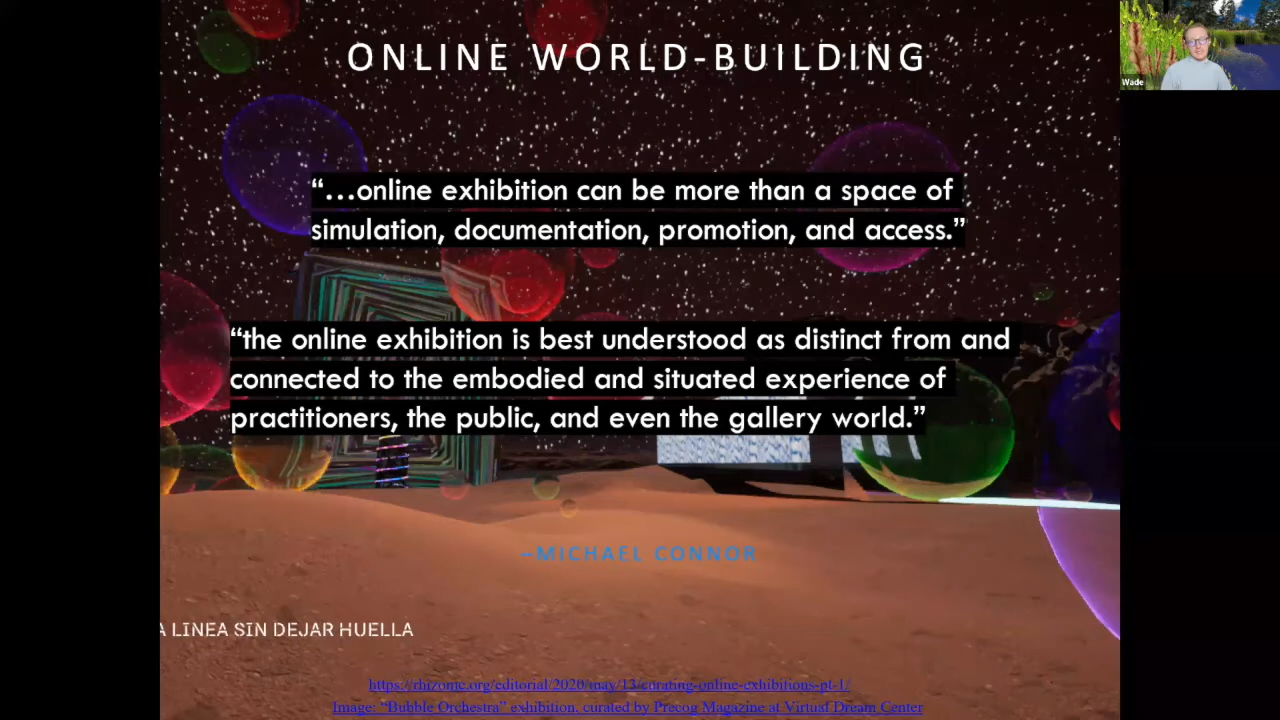 ONLINE WORLD-BUILDING
Wade
“...online exhibition can be more than a space of
simulation, documentation, promotion, and access.”
“the online exhibition is best understood as distinct from and
connected to the embodied and situated experience of
practitioners, the public, and even the gallery world.”
–MICHAEL CONNOR
A LINEA SIN DEJAR HUELLA
https://rhizome.org/editorial/2020/may/13/curating-online-exhibitions-pt-1/
Image: “Bubble Orchestra” exhibition, curated by Precog Magazine at Virtual Dream Center